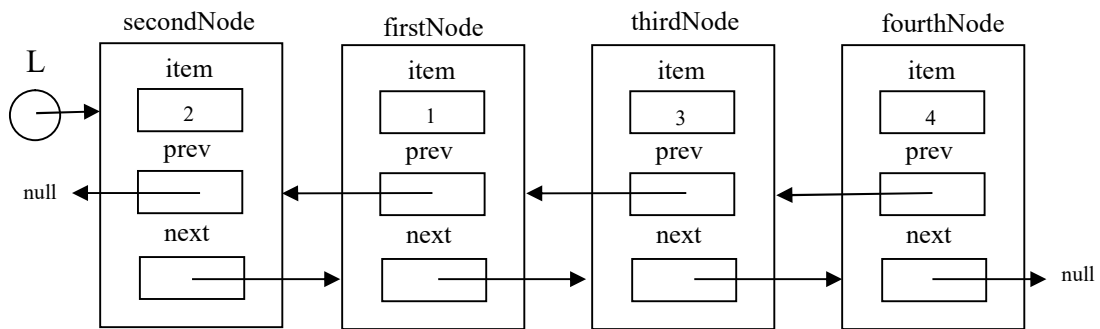 secondNode firstNode thirdNode fourthNode
L
item item item item
2 1 3 4
prev prev prev prev
null
next next next next
null